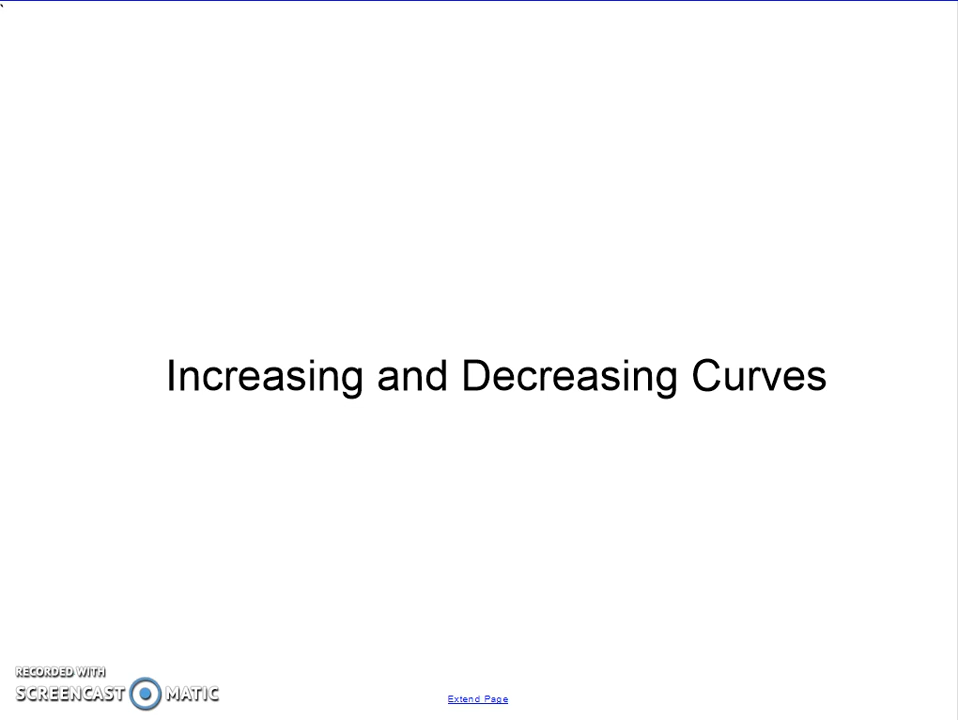 Increasing and Decreasing Curves
RECORDED WITH
SCREENCAST MATIC
Extend Page